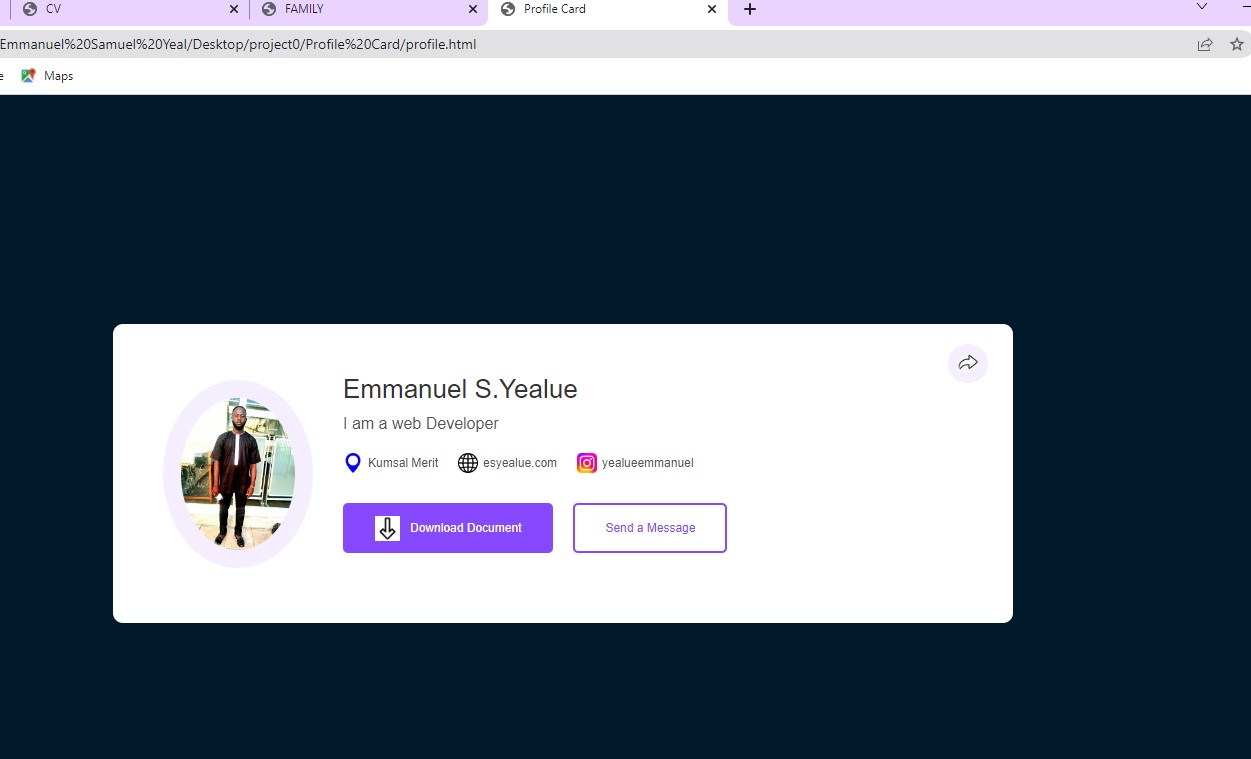 CV
FAMILY
Profile Card
Emmanuel%20Samuel%20Yeal/Desktop/project0/Profile%20Card/profile.html
e
Maps
Emmanuel S.Yealue
I am a web Developer
Kumsal Merit
esyealue.com
yealueemmanuel
Download Document
Send a Message